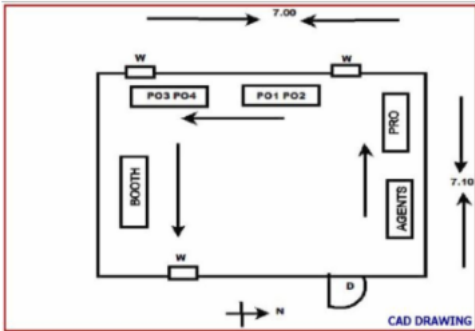 7.00
W
W
PO3 PO4
PO1 PO2
PRO
BOOTH
7.10
AGENTS
W
D
N
CAD DRAWING